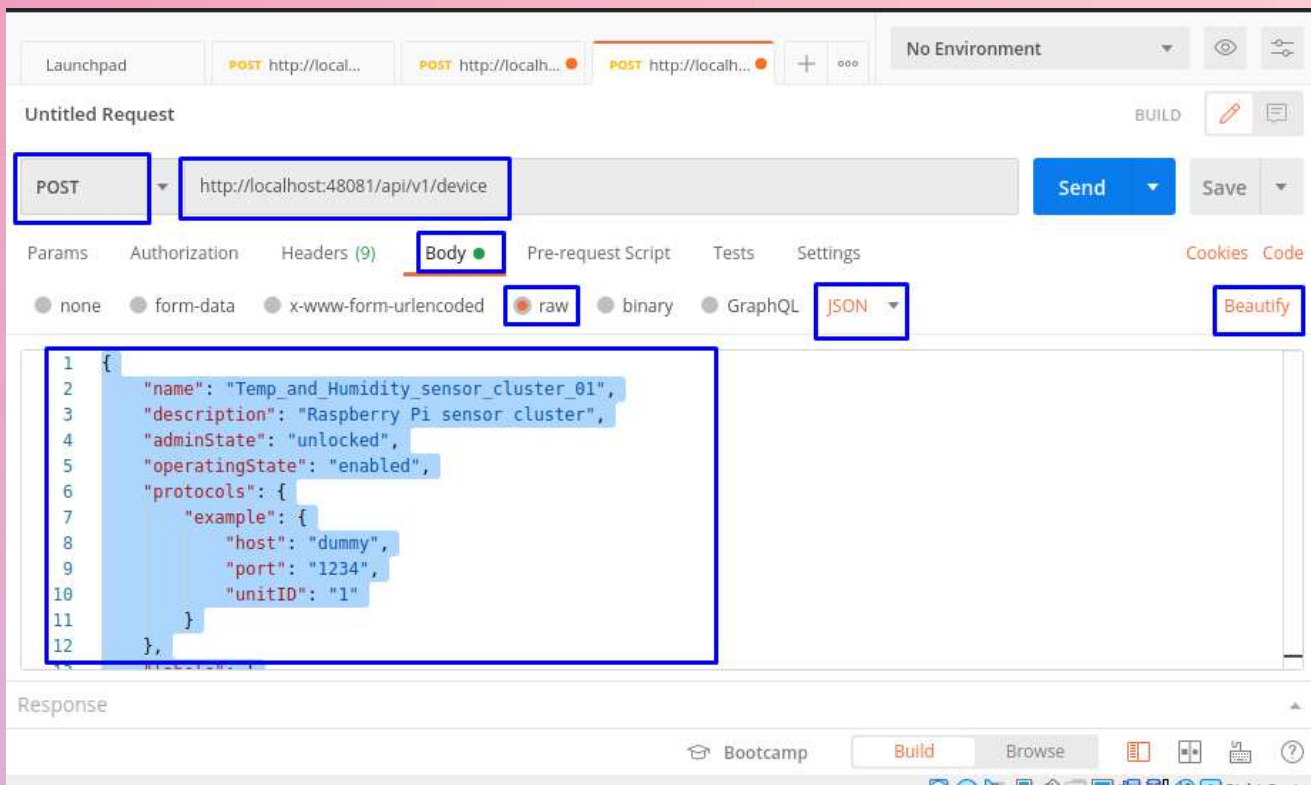 Launchpad POST http://local... POST http://localh... POST http://localh... No Environment
Untitled Request BUILD
POST http://localhost:48081/api/v1/device Send Save
Params Authorization Headers (9) Body Pre-request Script Tests Settings Cookies Code
none form-data x-www-form-urlencoded raw binary GraphQL JSON Beautify
1 {
2 "name": "Temp_and_Humidity_sensor_cluster_01",
3 "description": "Raspberry Pi sensor cluster",
4 "adminState": "unlocked",
5 "operatingState": "enabled",
6 "protocols": {
7 "example": {
8 "host": "dummy",
9 "port": "1234",
10 "unitID": "1"
11 }
12 },
Response
Bootcamp Build Browse